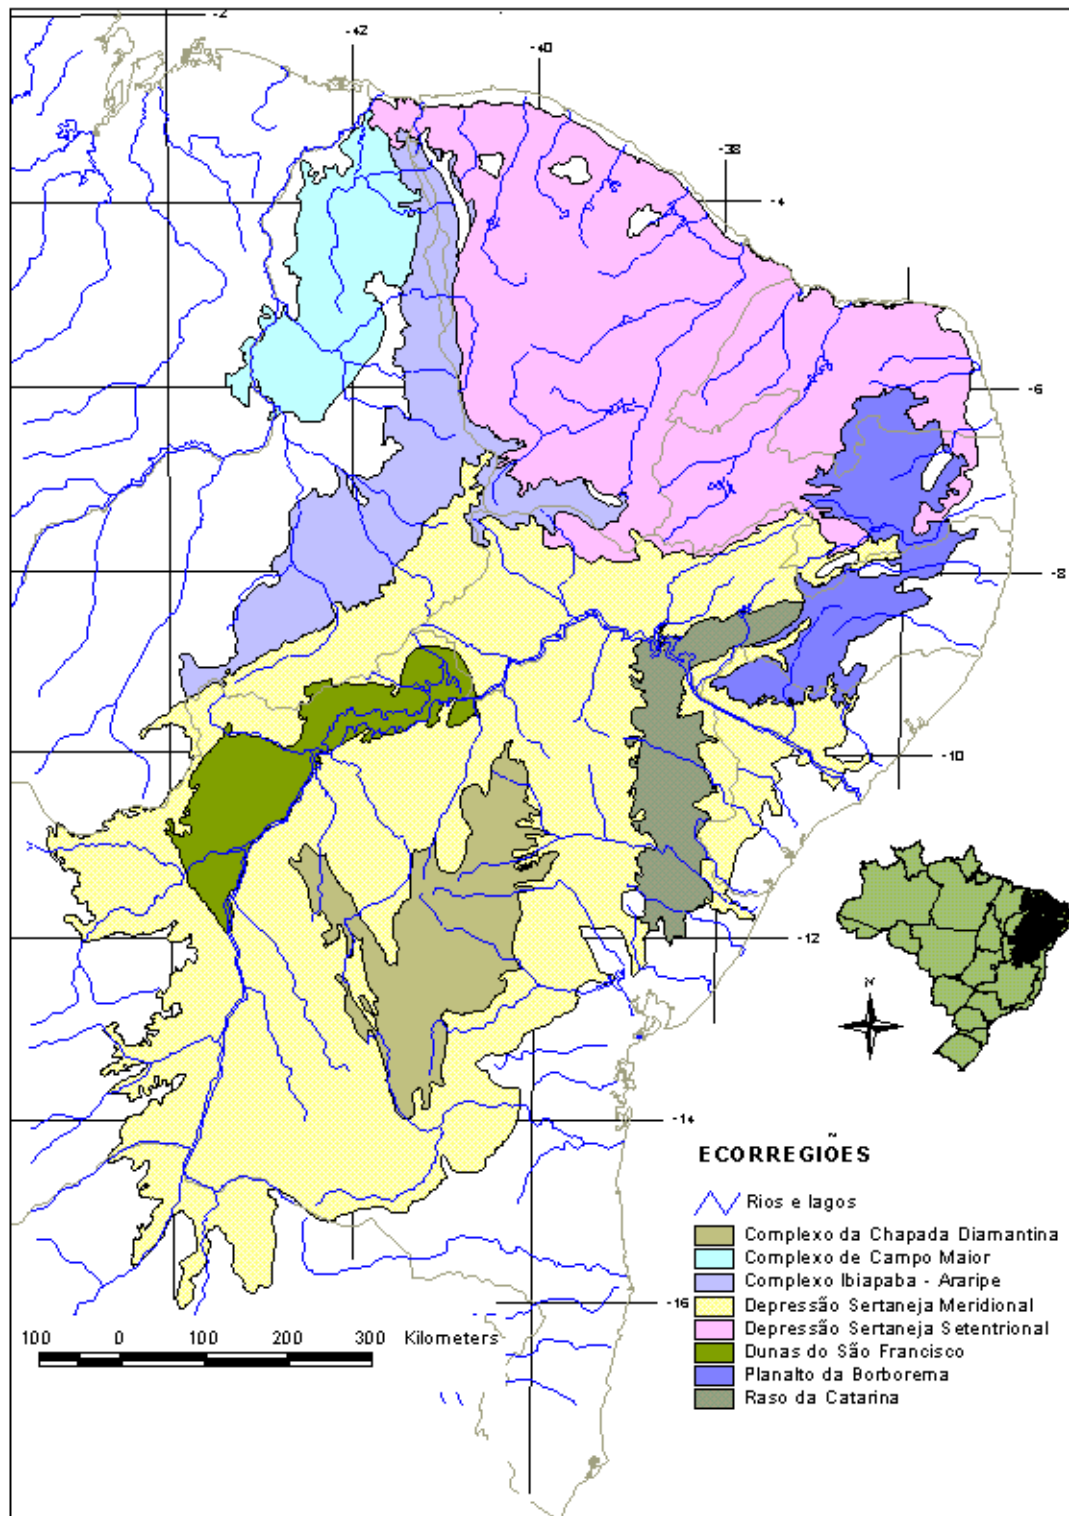 -2
-42
-40
-38
-4
-6
-8
-10
-12
N
-14
ECORREGIÕES
Rios e lagos
Complexo da Chapada Diamantina
Complexo de Campo Maior
Complexo Ibiapaba - Araripe
-16
Depressão Sertaneja Meridional
Depressão Sertaneja Setentrional
100 0 100 200 300 Kilometers
Dunas do São Francisco
Planalto da Borborema
Raso da Catarina